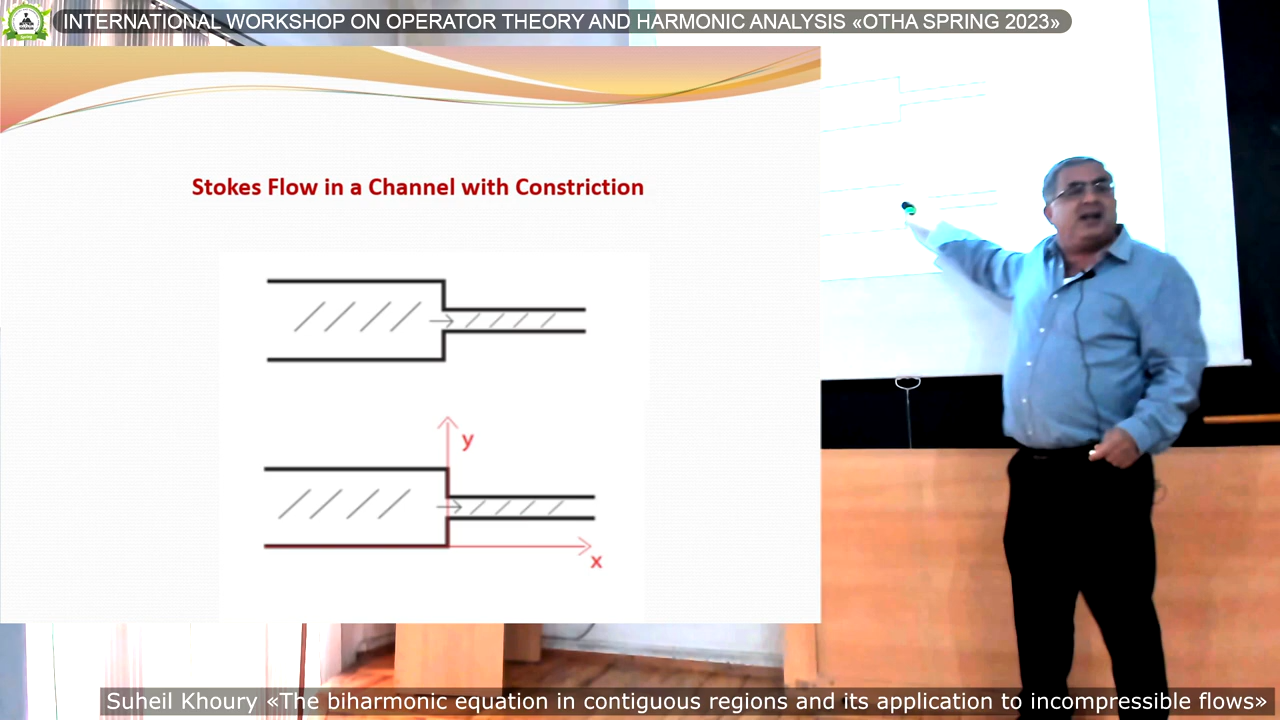 INTERNATIONAL WORKSHOP ON OPERATOR THEORY AND HARMONIC ANALYSIS «OTHA SPRING 2023»
Stokes Flow in a Channel with Constriction
y
x
Suheil Khoury «The biharmonic equation in contiguous regions and its application to incompressible flows»